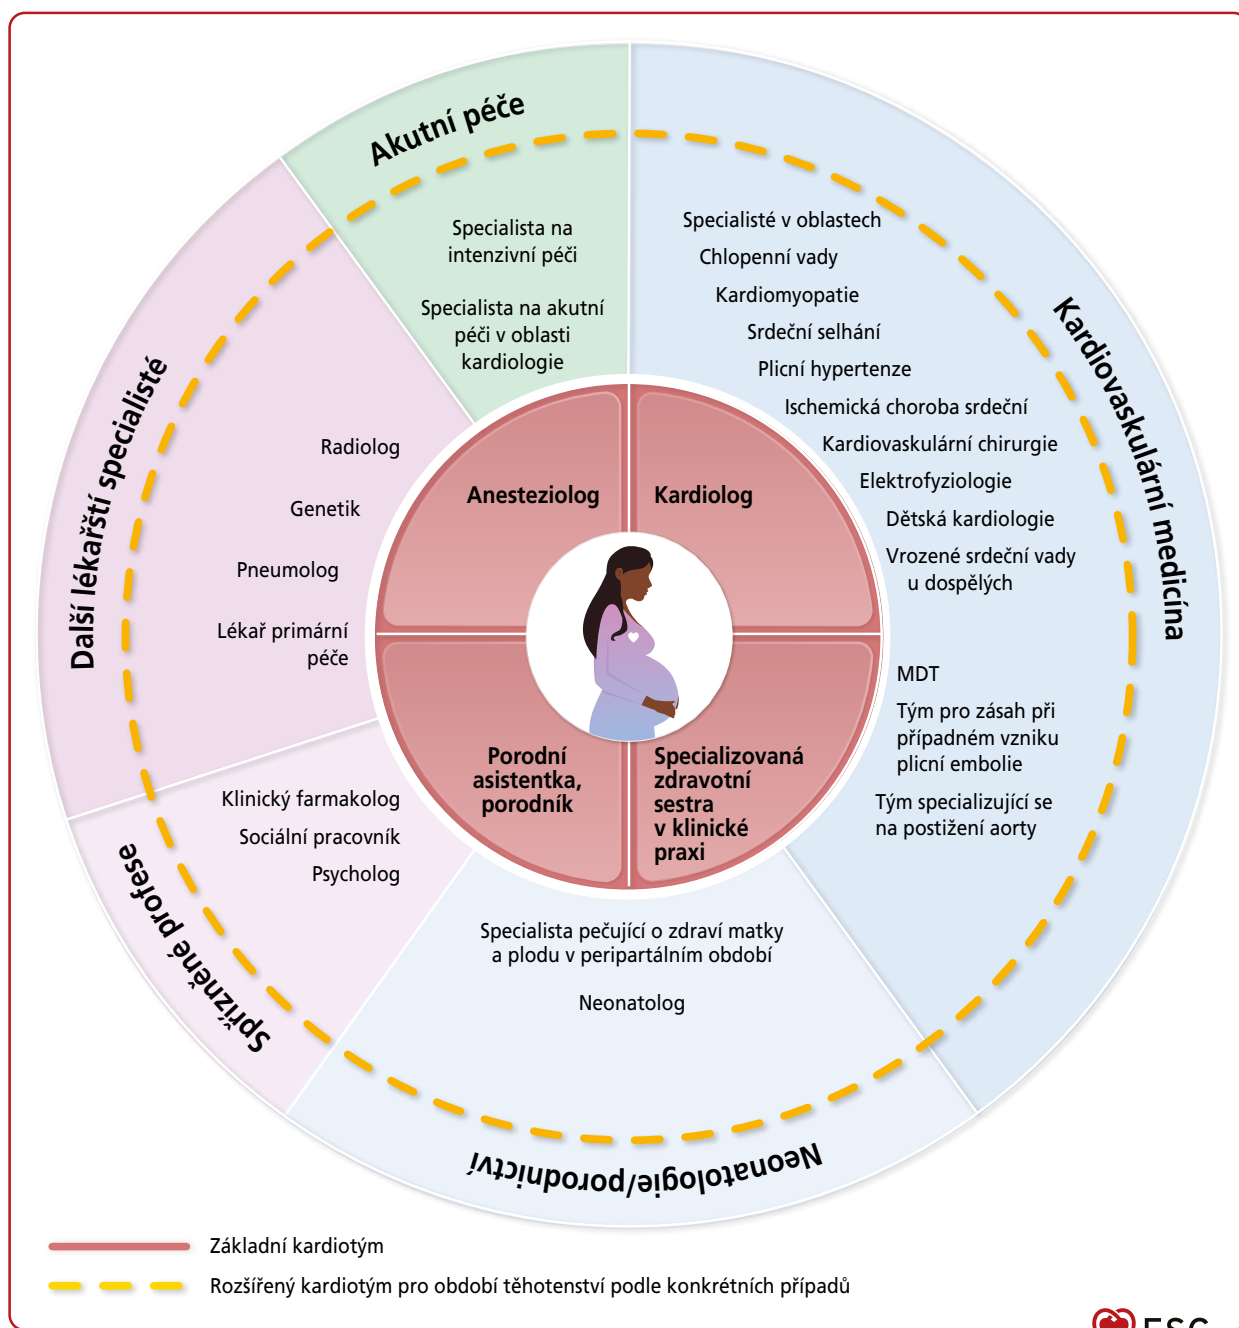 Akutní péče
Specialista na
intenzivní péči
Specialista na akutní
péči v oblasti
kardiologie
Kardiovaskulární medicína
Specialisté v oblastech
Chlopenní vady
Kardiomyopatie
Srdeční selhání
Plicní hypertenze
Ischemická choroba srdeční
Kardiovaskulární chirurgie
Elektrofyziologie
Dětská kardiologie
Vrozené srdeční vady
u dospělých
MDT
Tým pro zásah při
případném vzniku
plicní embolie
Tým specializující se
na postižení aorty
Další lékařští specialisté
Radiolog
Genetik
Pneumolog
Lékař primární
péče
Anesteziolog
Kardiolog
Porodní
asistentka,
porodník
Specializovaná
zdravotní
sestra
v klinické
praxi
Spřízněné profese
Klinický farmakolog
Sociální pracovník
Psycholog
Specialista pečující o zdraví matky
a plodu v peripartálním období
Neonatolog
Neonatologie/porodnictví
Základní kardiotým
Rozšířený kardiotým pro období těhotenství podle konkrétních případů
ESC